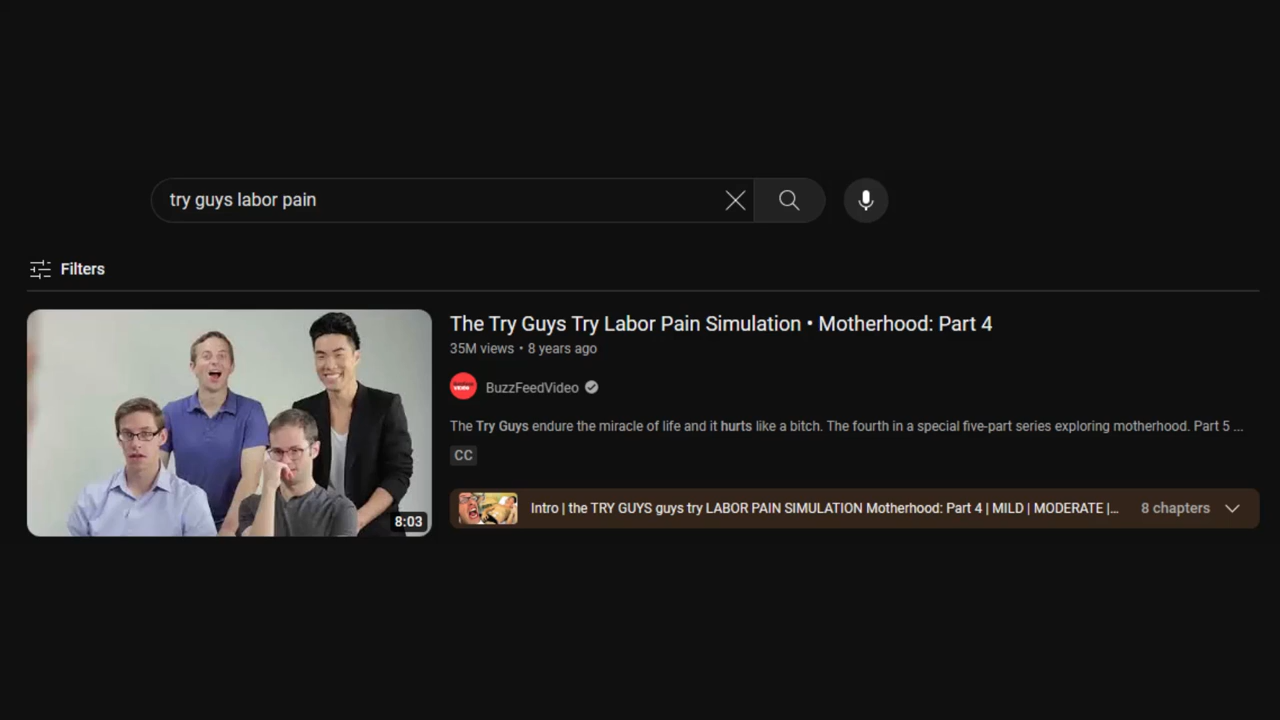 try guys labor pain
Filters
The Try Guys Try Labor Pain Simulation • Motherhood: Part 4
35M views • 8 years ago
BuzzFeedVideo
The Try Guys endure the miracle of life and it hurts like a bitch. The fourth in a special five-part series exploring motherhood. Part 5 ...
CC
8:03
Intro | the TRY GUYS guys try LABOR PAIN SIMULATION Motherhood: Part 4 | MILD | MODERATE |... 8 chapters